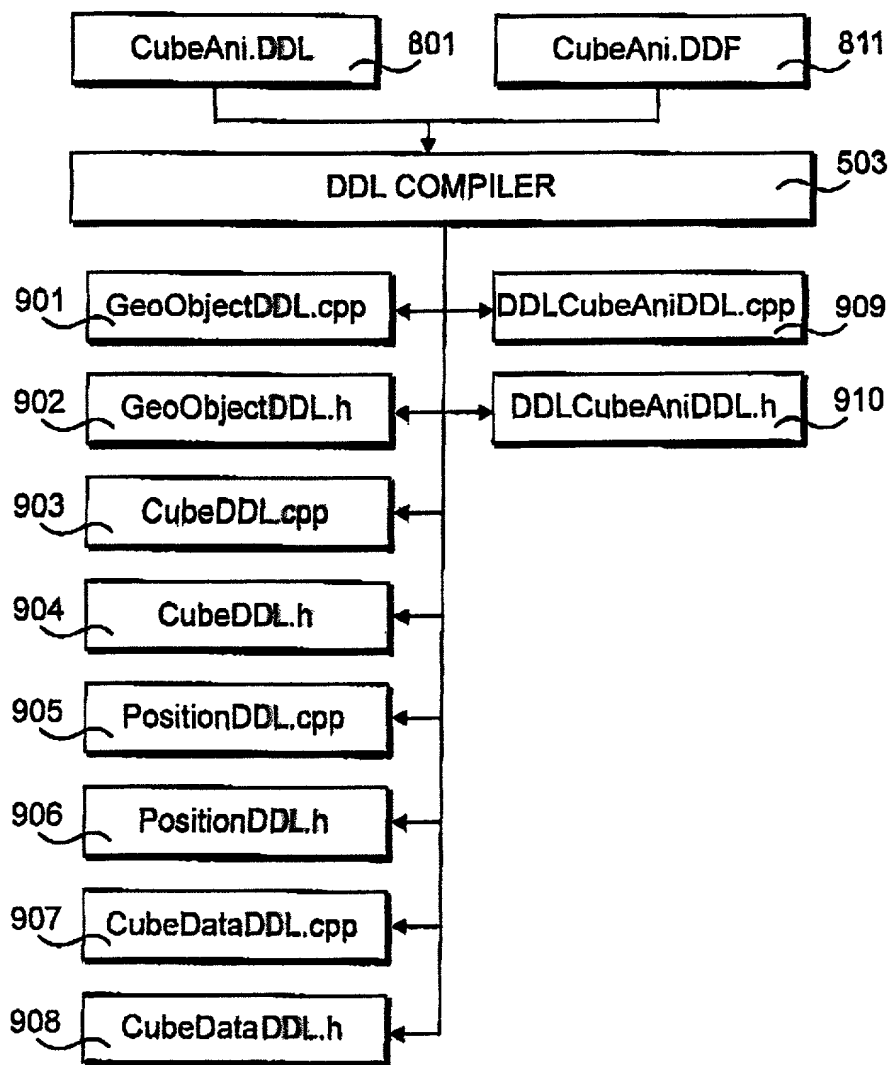 CubeAni.DDL 801 CubeAni.DDF 811
DDL COMPILER 503
901 GeoObjectDDL.cpp DDLCubeAniDDL.cpp 909
902 GeoObjectDDL.h DDLCubeAniDDL.h 910
903 CubeDDL.cpp
904 CubeDDL.h
905 PositionDDL.cpp
906 PositionDDL.h
907 CubeDataDDL.cpp
908 CubeDataDDL.h